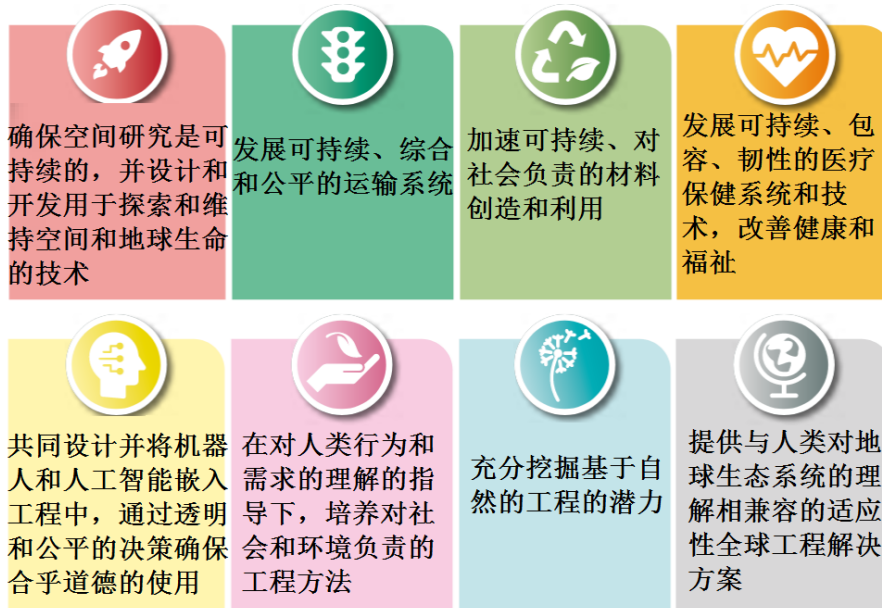 确保空间研究是可
持续的，并设计和
开发用于探索和维
持空间和地球生命
的技术
发展可持续、综合
和公平的运输系统
加速可持续、对
社会负责的材料
创造和利用
发展可持续、包
容、韧性的医疗
保健系统和技
术，改善健康和
福祉
共同设计并将机器
人和人工智能嵌入
工程中，通过透明
和公平的决策确保
合乎道德的使用
在对人类行为和
需求的理解的指
导下，培养对社
会和环境负责的
工程方法
充分挖掘基于自
然的工程的潜力
提供与人类对地
球生态系统的理
解相兼容的适应
性全球工程解决
方案